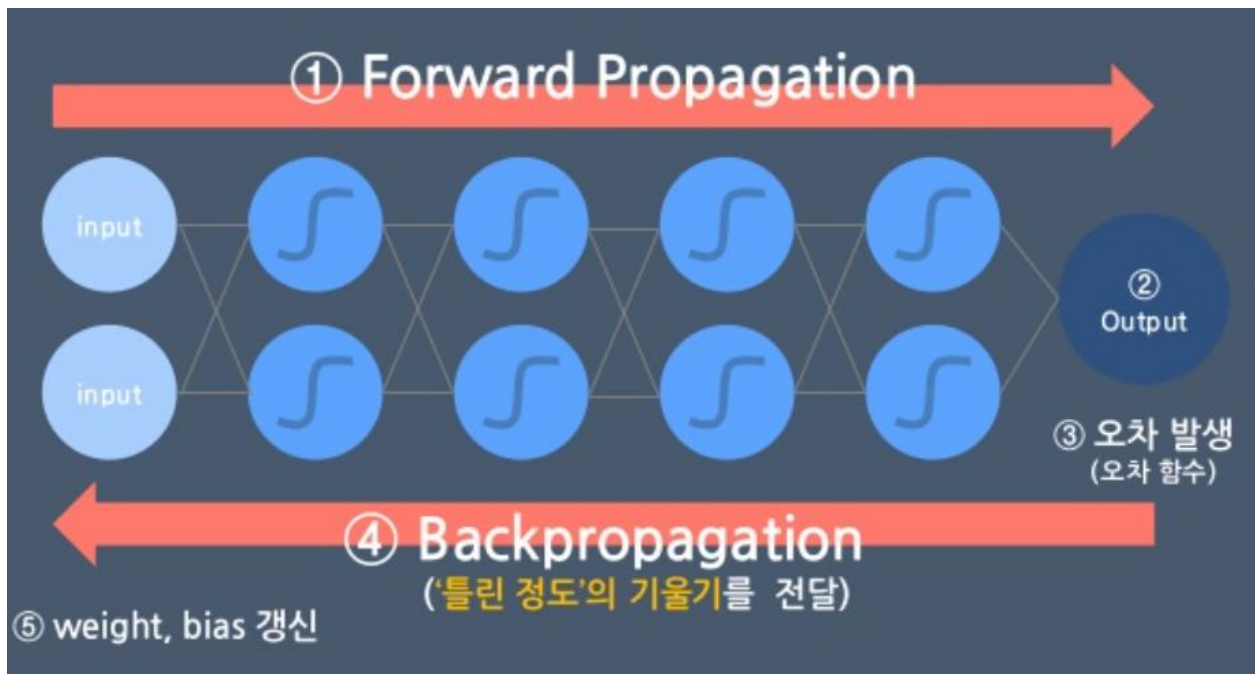 ① Forward Propagation
input
input
②
Output
③ 오차 발생
(오차 함수)
④ Backpropagation
(‘틀린 정도’의 기울기를 전달)
⑤ weight, bias 갱신